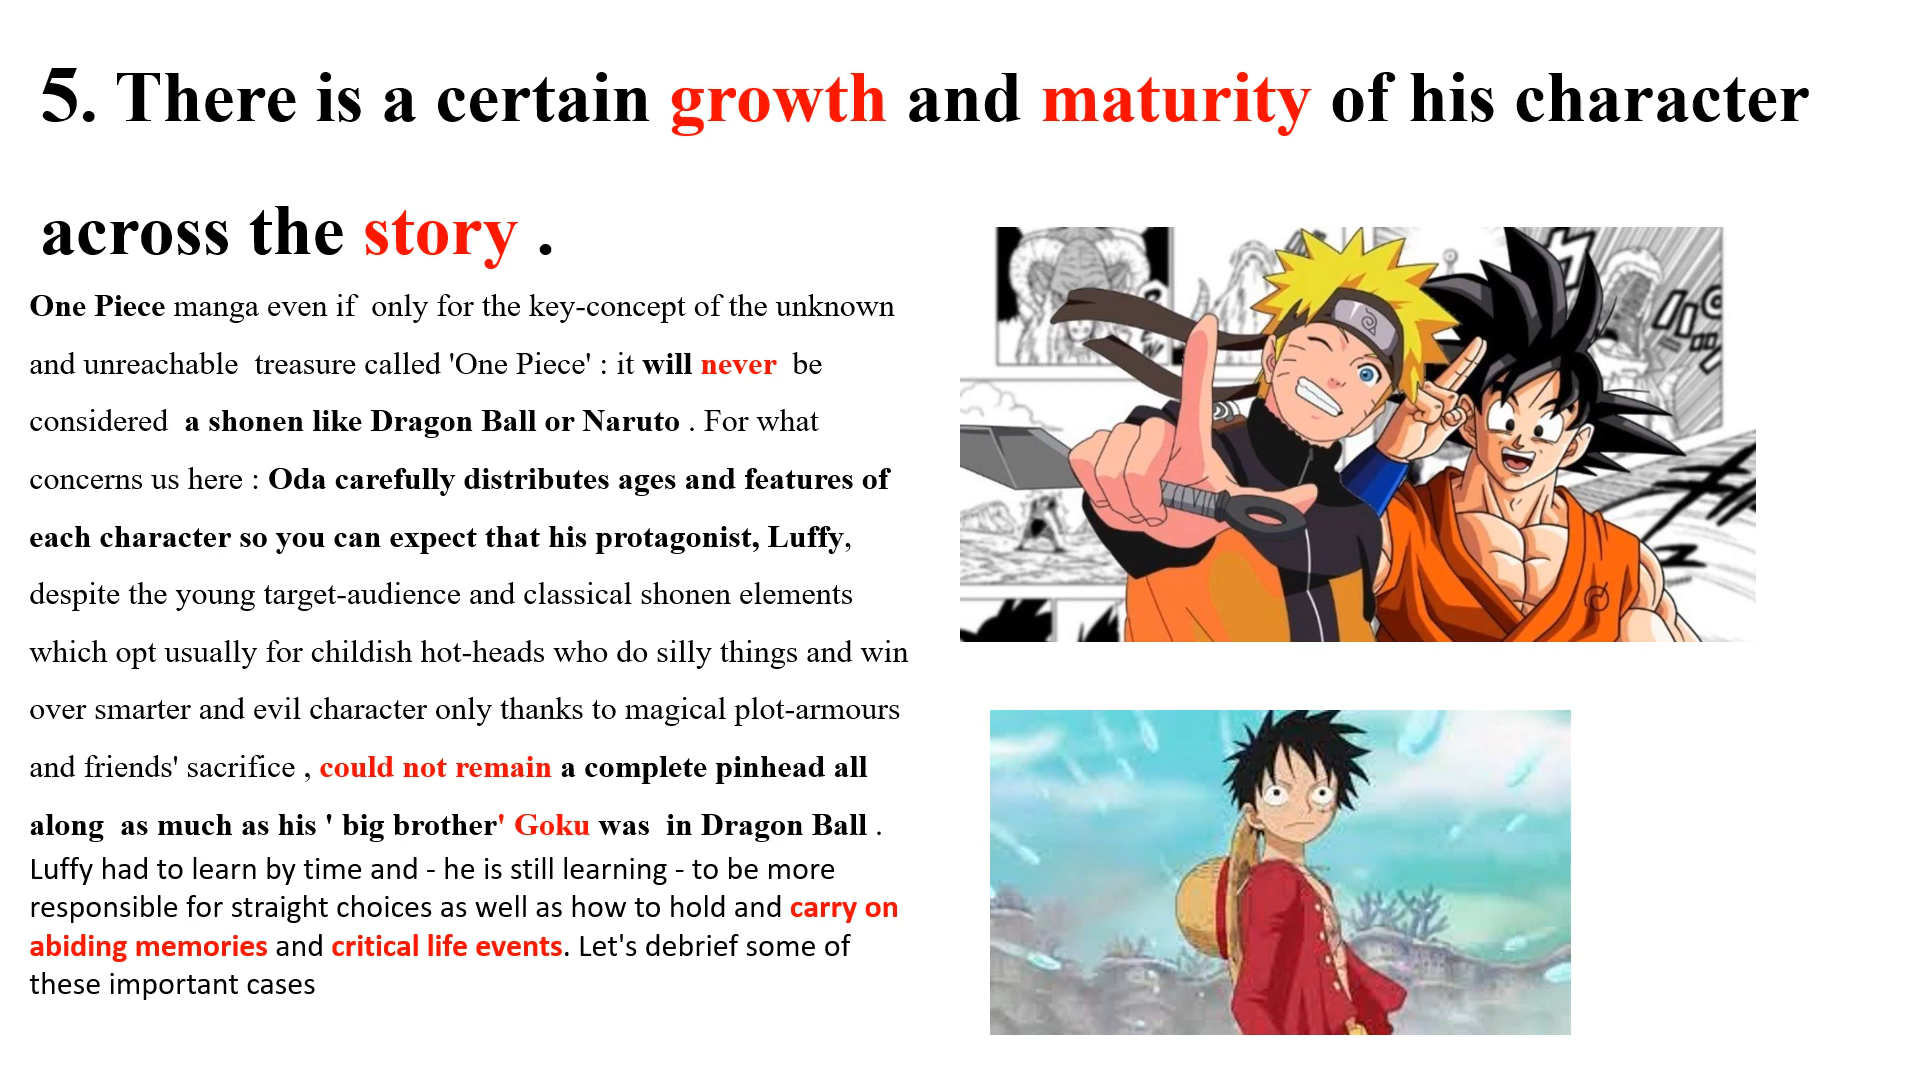 5. There is a certain growth and maturity of his character
across the story .
One Piece manga even if  only for the key-concept of the unknown
and unreachable  treasure called 'One Piece' : it will never  be
considered  a shonen like Dragon Ball or Naruto . For what
concerns us here : Oda carefully distributes ages and features of
each character so you can expect that his protagonist, Luffy,
despite the young target-audience and classical shonen elements
which opt usually for childish hot-heads who do silly things and win
over smarter and evil character only thanks to magical plot-armours
and friends' sacrifice , could not remain a complete pinhead all
along  as much as his ' big brother' Goku was  in Dragon Ball .
Luffy had to learn by time and - he is still learning - to be more
responsible for straight choices as well as how to hold and carry on
abiding memories and critical life events. Let's debrief some of
these important cases